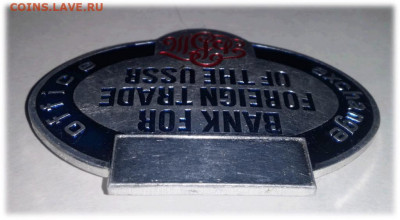 COINS.LAVE.RU
BANK FOR
FOREIGN TRADE
OF THE USSR
exchange
office